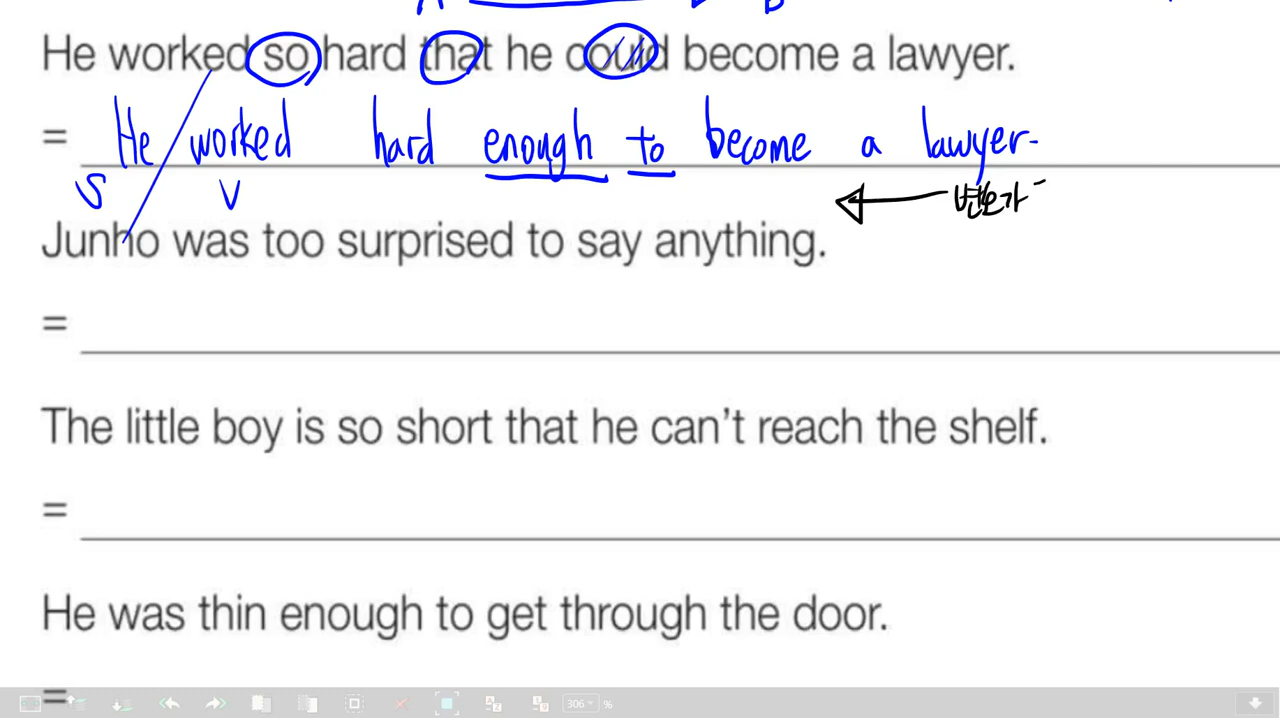 He worked so hard that he could become a lawyer.
= He worked hard enough to become a lawyer.
S V
변호가
Junho was too surprised to say anything.
=
The little boy is so short that he can't reach the shelf.
=
He was thin enough to get through the door.
=
306 %